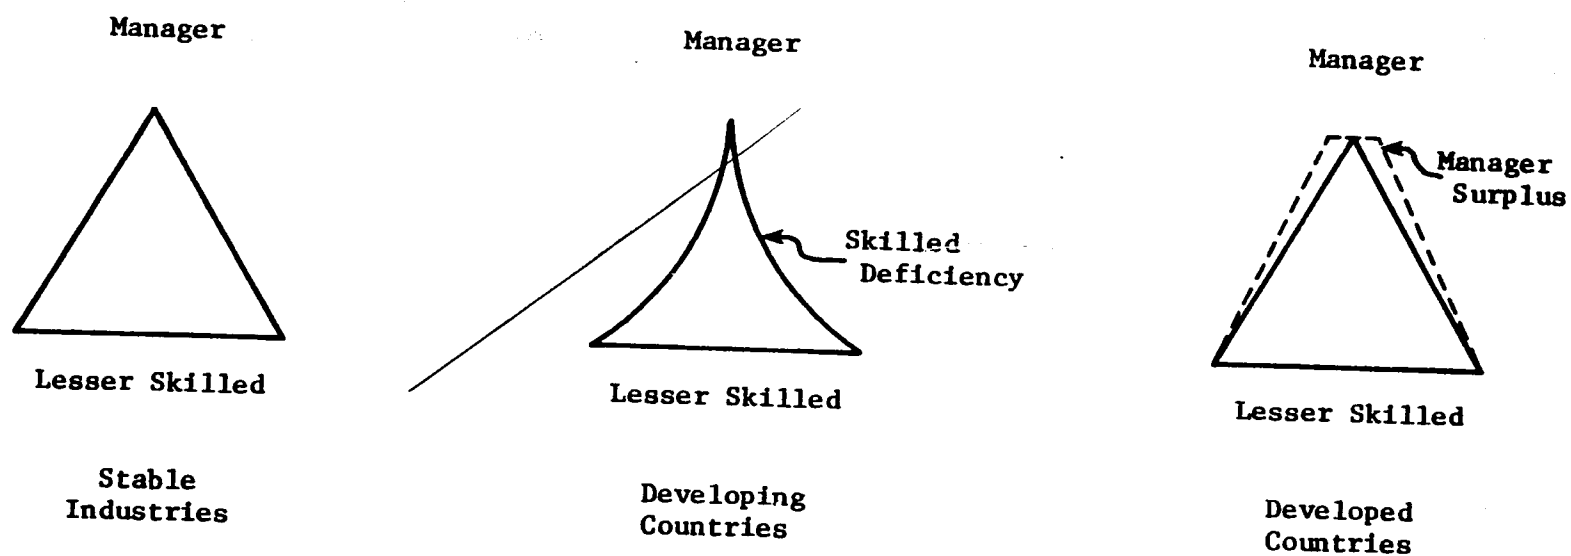 Manager
Lesser Skilled
Stable
Industries
Manager
Skilled
Deficiency
Lesser Skilled
Developing
Countries
Manager
Manager
Surplus
Lesser Skilled
Developed
Countries